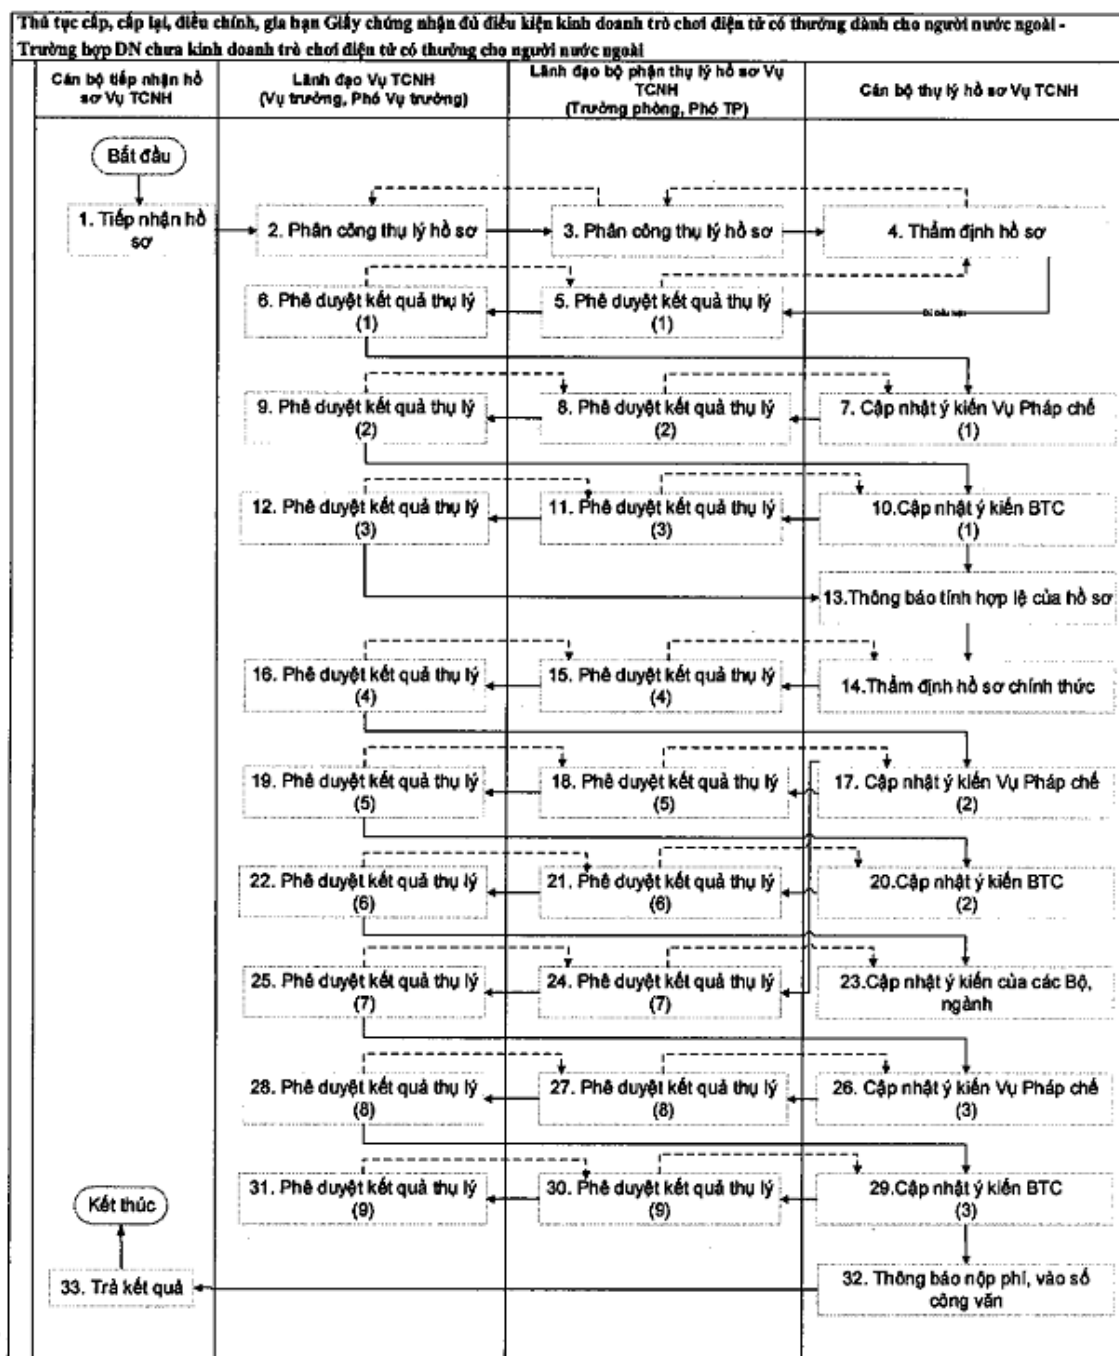 Thủ tục cấp, cấp lại, điều chỉnh, gia hạn Giấy chứng nhận đủ điều kiện kinh doanh trò chơi điện tử có thưởng dành cho người nước ngoài -
Trường hợp DN chưa kinh doanh trò chơi điện tử có thưởng cho người nước ngoài
Cán bộ tiếp nhận hồ
sơ Vụ TCNH
Lãnh đạo Vụ TCNH
(Vụ trưởng, Phó Vụ trưởng)
Lãnh đạo bộ phận thụ lý hồ sơ Vụ
TCNH
(Trưởng phòng, Phó TP)
Cán bộ thụ lý hồ sơ Vụ TCNH
Bắt đầu
1. Tiếp nhận hồ
sơ
2. Phân công thụ lý hồ sơ
3. Phân công thụ lý hồ sơ
4. Thẩm định hồ sơ
6. Phê duyệt kết quả thụ lý
(1)
5. Phê duyệt kết quả thụ lý
(1)
9. Phê duyệt kết quả thụ lý
(2)
8. Phê duyệt kết quả thụ lý
(2)
7. Cập nhật ý kiến Vụ Pháp chế
(1)
12. Phê duyệt kết quả thụ lý
(3)
11. Phê duyệt kết quả thụ lý
(3)
10.Cập nhật ý kiến BTC
(1)
13.Thông báo tính hợp lệ của hồ sơ
16. Phê duyệt kết quả thụ lý
(4)
15. Phê duyệt kết quả thụ lý
(4)
14.Thẩm định hồ sơ chính thức
19. Phê duyệt kết quả thụ lý
(5)
18. Phê duyệt kết quả thụ lý
(5)
17. Cập nhật ý kiến Vụ Pháp chế
(2)
22. Phê duyệt kết quả thụ lý
(6)
21. Phê duyệt kết quả thụ lý
(6)
20.Cập nhật ý kiến BTC
(2)
25. Phê duyệt kết quả thụ lý
(7)
24. Phê duyệt kết quả thụ lý
(7)
23.Cập nhật ý kiến của các Bộ,
ngành
28. Phê duyệt kết quả thụ lý
(8)
27. Phê duyệt kết quả thụ lý
(8)
26. Cập nhật ý kiến Vụ Pháp chế
(3)
31. Phê duyệt kết quả thụ lý
(9)
30. Phê duyệt kết quả thụ lý
(9)
29.Cập nhật ý kiến BTC
(3)
Kết thúc
33. Trả kết quả
32. Thông báo nộp phí, vào số
công văn